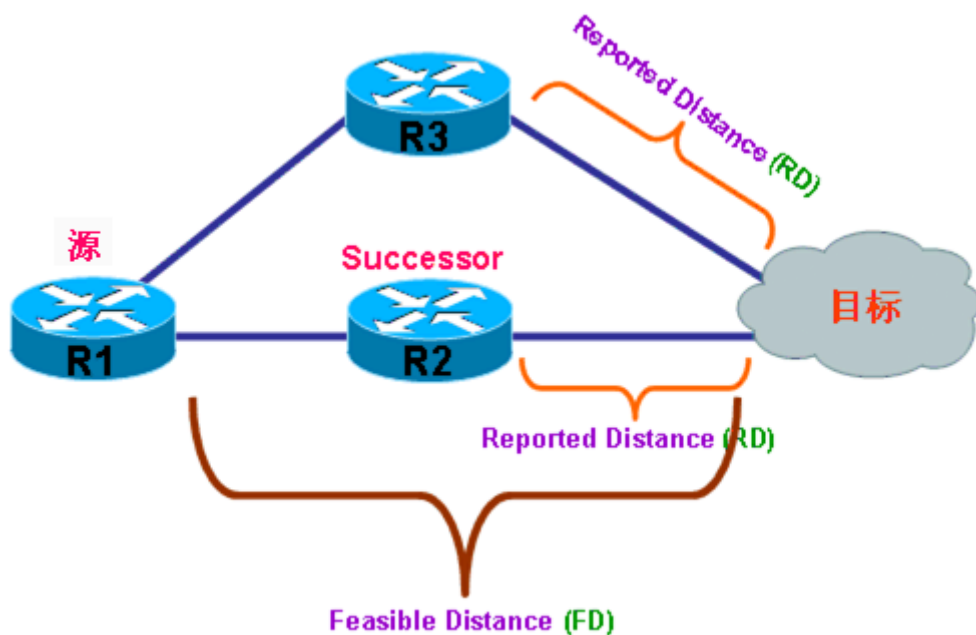 Reported Distance (RD)
R3
源
Successor
R1
R2
目标
Reported Distance (RD)
Feasible Distance (FD)